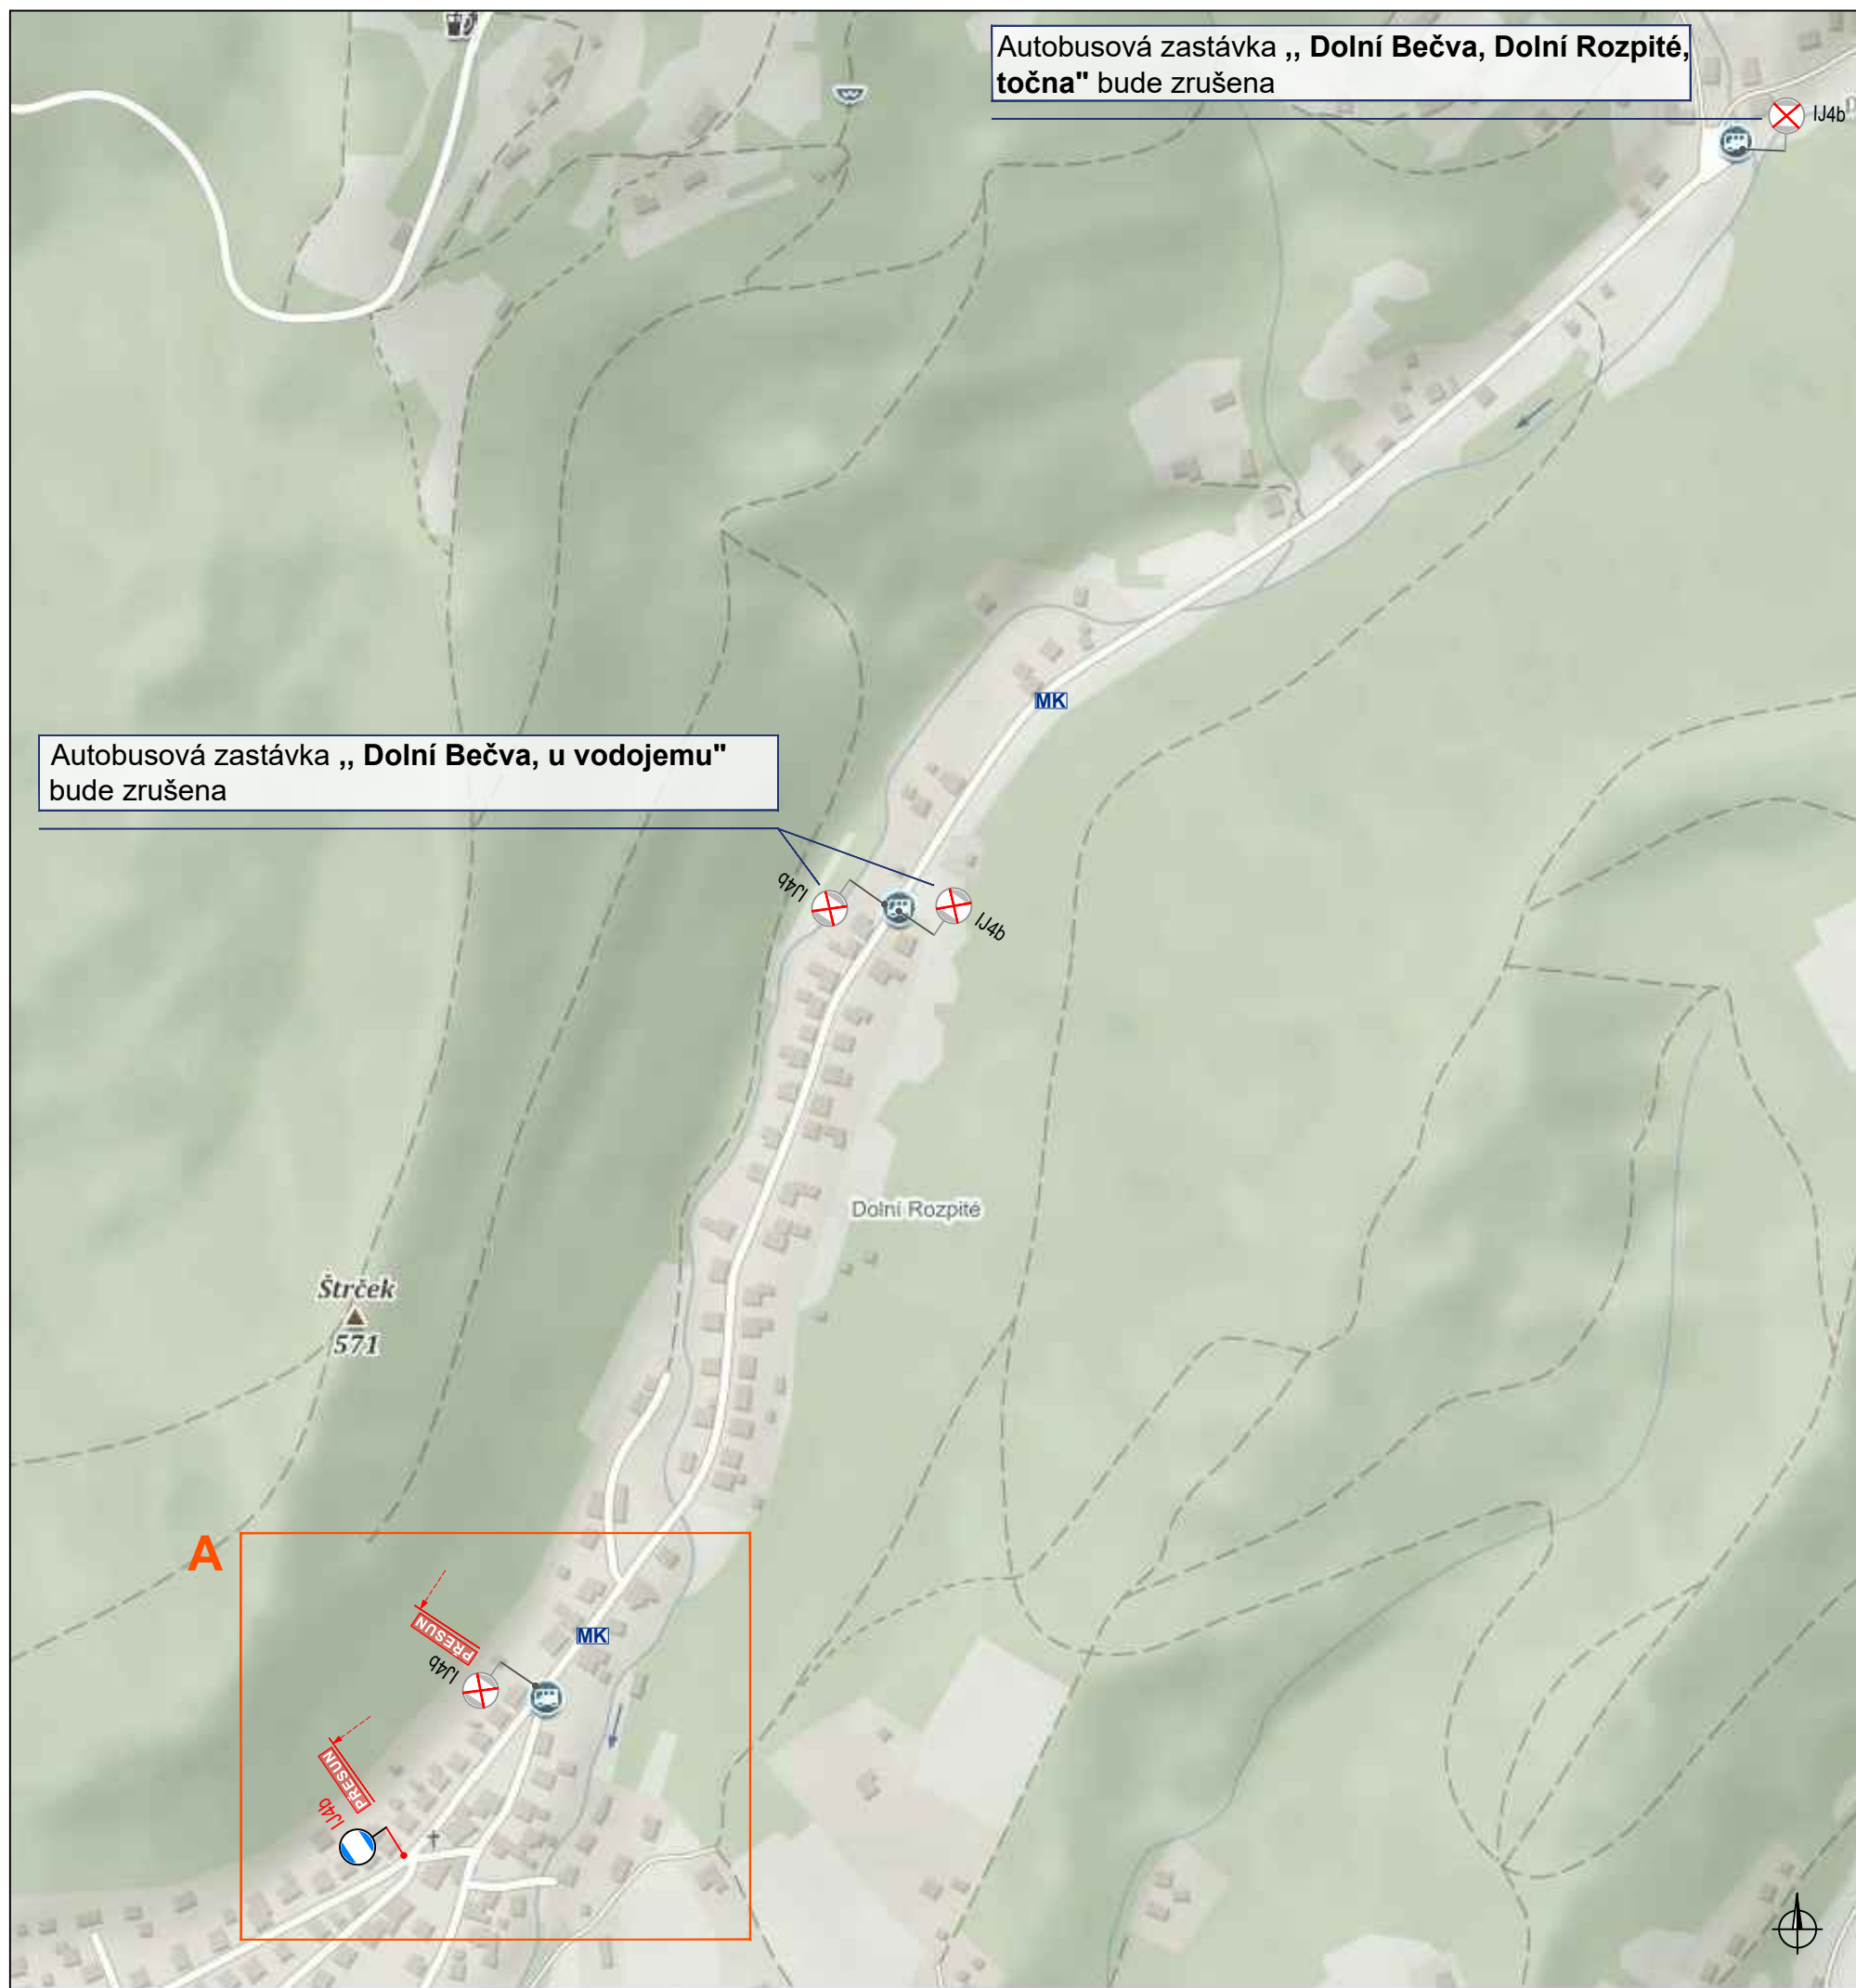 Autobusová zastávka ,, Dolní Bečva, Dolní Rozpité,
točna" bude zrušena
IJ4b
MK
Autobusová zastávka ,, Dolní Bečva, u vodojemu"
bude zrušena
IJ4b
IJ4b
Dolní Rozpité
Štrček
571
A
PŘESUN
MK
IJ4b
PŘESUN
IJ4b